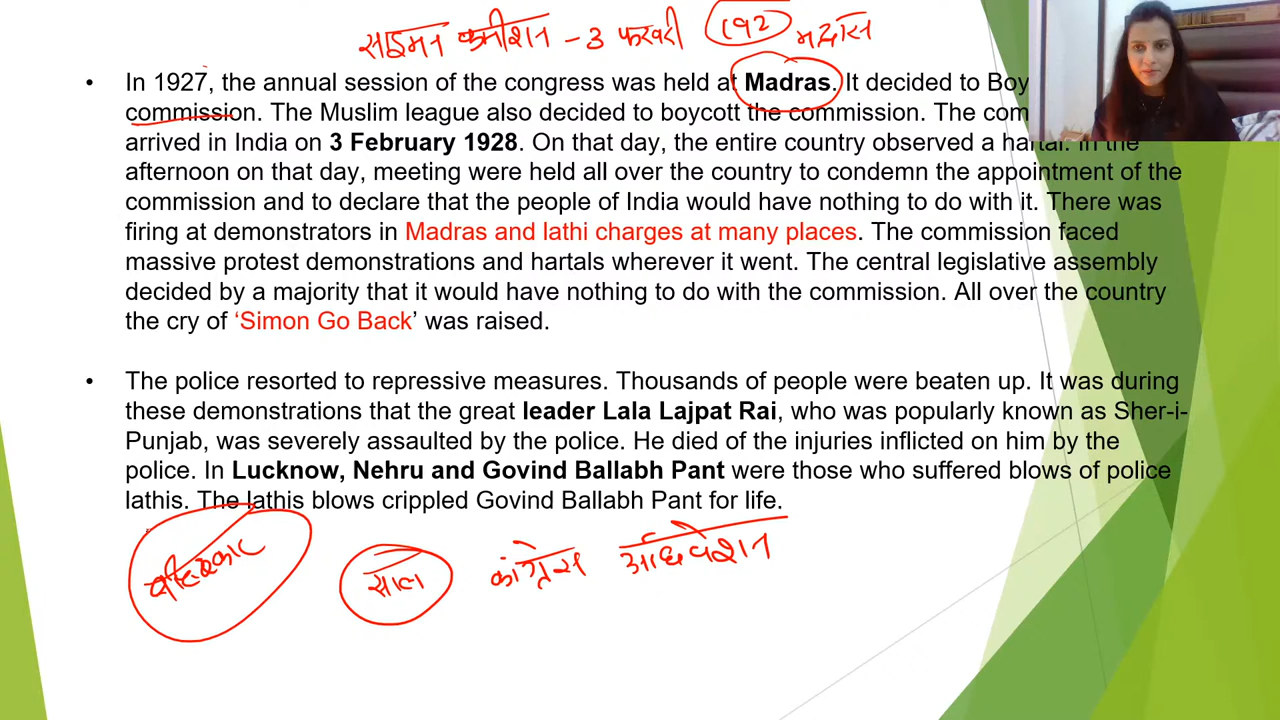 साइमन कमीशन - 3 फरवरी 192 मद्रास
• In 1927, the annual session of the congress was held at Madras. It decided to Boy
commission. The Muslim league also decided to boycott the commission. The com
arrived in India on 3 February 1928. On that day, the entire country observed a hartal. In the
afternoon on that day, meeting were held all over the country to condemn the appointment of the
commission and to declare that the people of India would have nothing to do with it. There was
firing at demonstrators in Madras and lathi charges at many places. The commission faced
massive protest demonstrations and hartals wherever it went. The central legislative assembly
decided by a majority that it would have nothing to do with the commission. All over the country
the cry of ‘Simon Go Back’ was raised.
• The police resorted to repressive measures. Thousands of people were beaten up. It was during
these demonstrations that the great leader Lala Lajpat Rai, who was popularly known as Sher-i-
Punjab, was severely assaulted by the police. He died of the injuries inflicted on him by the
police. In Lucknow, Nehru and Govind Ballabh Pant were those who suffered blows of police
lathis. The lathis blows crippled Govind Ballabh Pant for life.
बहिष्कार साल कांग्रेस अधिवेशन